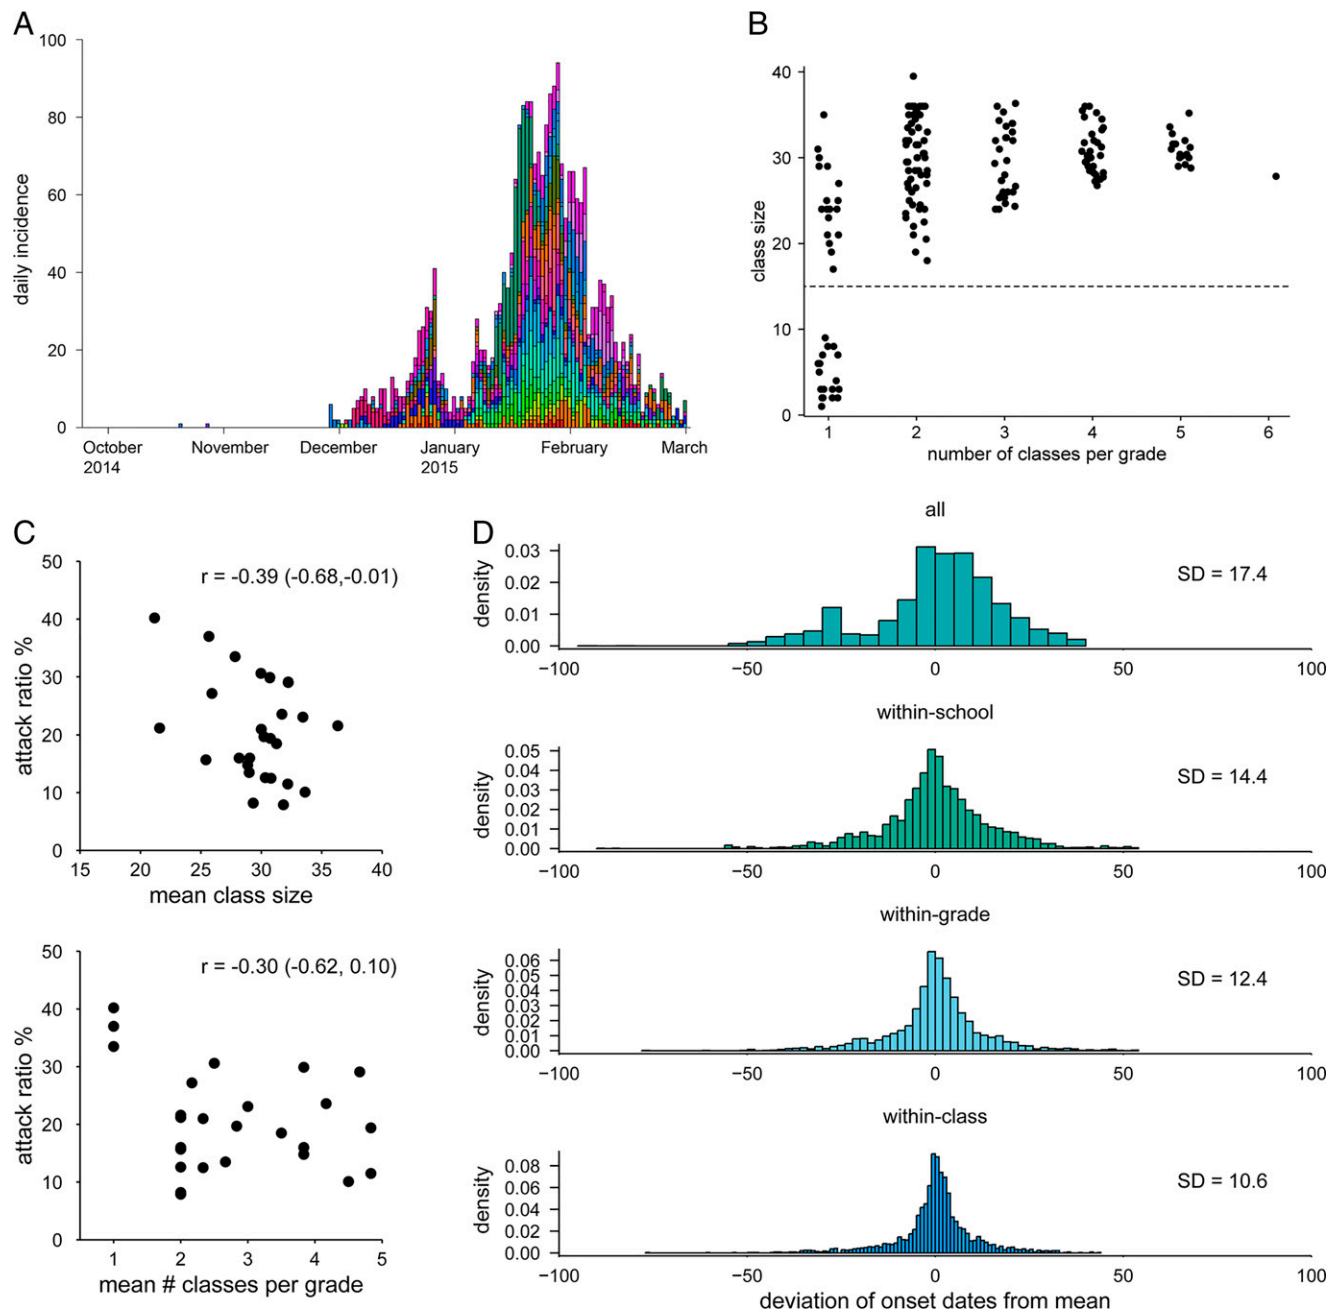 A
100
80
60
40
20
0
daily incidence
October November December January February March
2014 2015
B
40
30
20
10
0
class size
1 2 3 4 5 6
number of classes per grade
C
50
40
30
20
10
0
attack ratio %
r = -0.39 (-0.68,-0.01)
15 20 25 30 35 40
mean class size
50
40
30
20
10
0
attack ratio %
r = -0.30 (-0.62, 0.10)
1 2 3 4 5
mean # classes per grade
D
all
0.03
0.02
0.01
0.00
density
SD = 17.4
−100 −50 0 50 100
within-school
0.05
0.04
0.03
0.02
0.01
0.00
density
SD = 14.4
−100 −50 0 50 100
within-grade
0.06
0.05
0.04
0.03
0.02
0.01
0.00
density
SD = 12.4
−100 −50 0 50 100
within-class
0.08
0.06
0.04
0.02
0.00
density
SD = 10.6
−100 −50 0 50 100
deviation of onset dates from mean